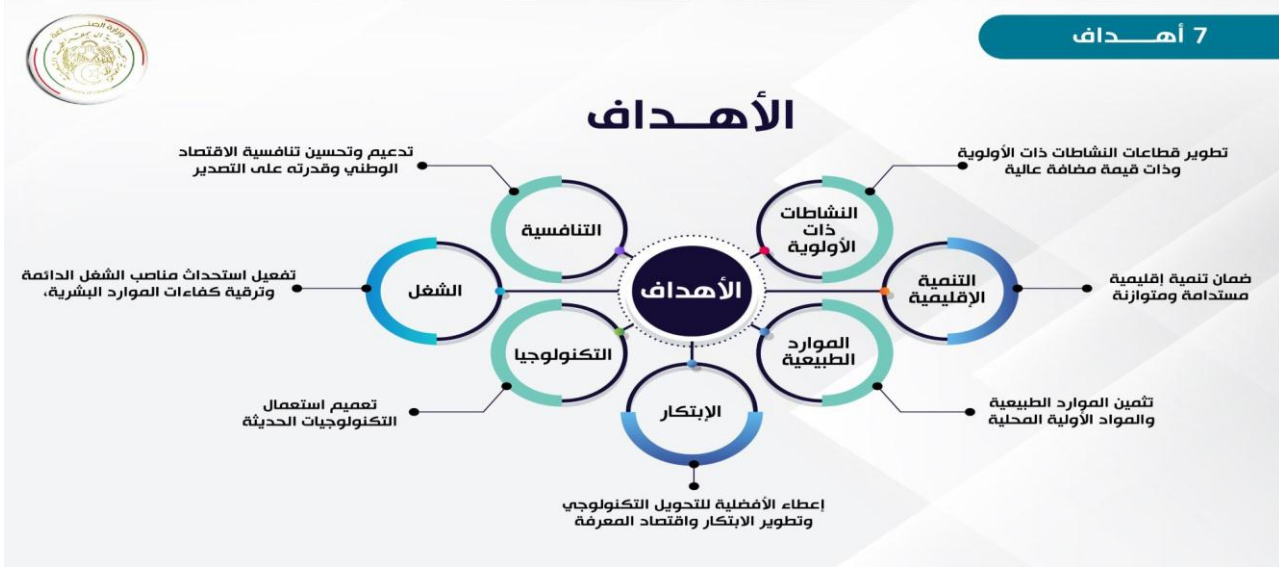 7 أهــــداف
وزارة الصناعة
الأهــداف
تطوير قطاعات النشاطات ذات الأولوية
وذات قيمة مضافة عالية
النشاطات
ذات
الأولوية
ضمان تنمية إقليمية
مستدامة ومتوازنة
التنمية
الإقليمية
تثمين الموارد الطبيعية
والمواد الأولية المحلية
الموارد
الطبيعية
الأهداف
إعطاء الأفضلية للتحويل التكنولوجي
وتطوير الابتكار واقتصاد المعرفة
الإبتكار
تعميم استعمال
التكنولوجيات الحديثة
التكنولوجيا
تفعيل استحداث مناصب الشغل الدائمة
وترقية كفاءات الموارد البشرية،
الشغل
تدعيم وتحسين تنافسية الاقتصاد
الوطني وقدرته على التصدير
التنافسية